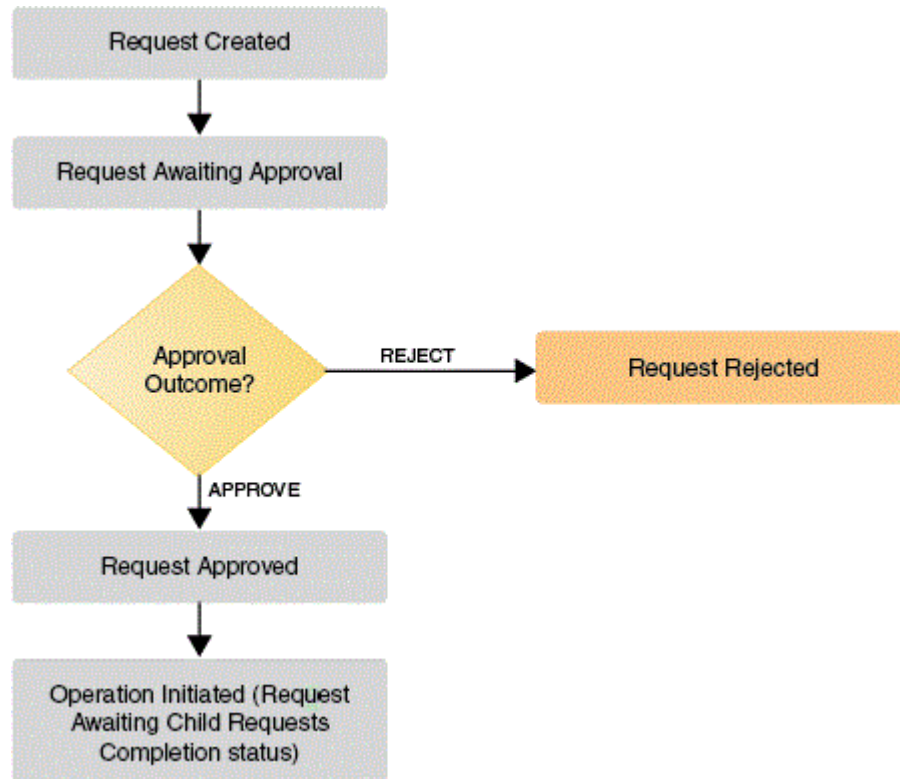 Request Created
Request Awaiting Approval
Approval
Outcome?
REJECT
Request Rejected
APPROVE
Request Approved
Operation Initiated (Request
Awaiting Child Requests
Completion status)